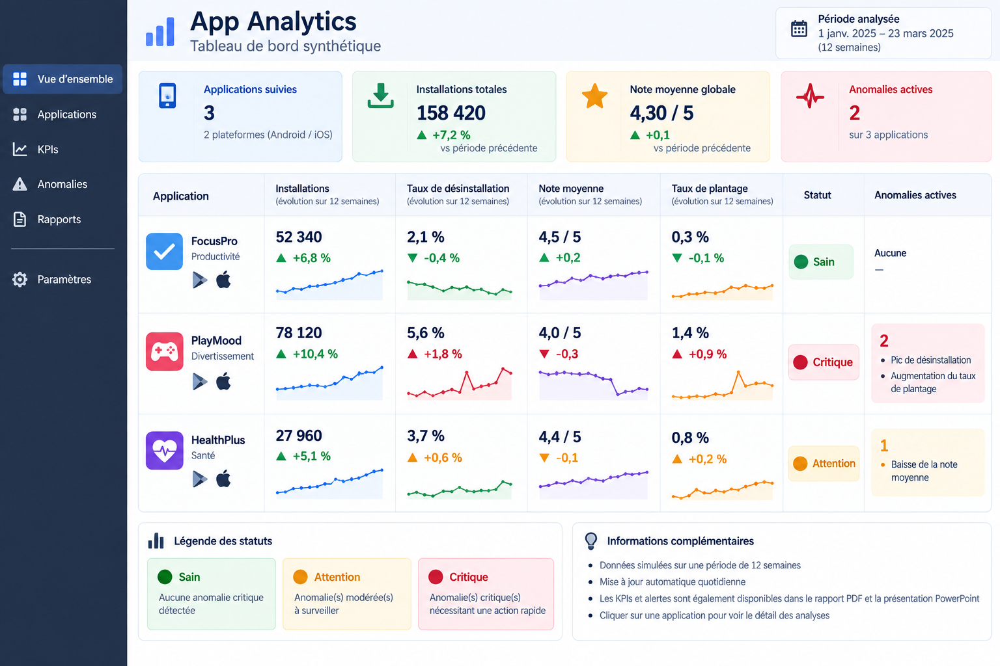 App Analytics
Tableau de bord synthétique
Période analysée
1 janv. 2025 – 23 mars 2025
(12 semaines)
Vue d'ensemble
Applications
KPIs
Anomalies
Rapports
Paramètres
Applications suivies
3
2 plateformes (Android / iOS)
Installations totales
158 420
▲ +7,2 %
vs période précédente
Note moyenne globale
4,30 / 5
▲ +0,1
vs période précédente
Anomalies actives
2
sur 3 applications
Application
Installations
(évolution sur 12 semaines)
Taux de désinstallation
(évolution sur 12 semaines)
Note moyenne
(évolution sur 12 semaines)
Taux de plantage
(évolution sur 12 semaines)
Statut
Anomalies actives
FocusPro
Productivité
52 340
▲ +6,8 %
2,1 %
▼ -0,4 %
4,5 / 5
▲ +0,2
0,3 %
▼ -0,1 %
Sain
Aucune
—
PlayMood
Divertissement
78 120
▲ +10,4 %
5,6 %
▲ +1,8 %
4,0 / 5
▼ -0,3
1,4 %
▲ +0,9 %
Critique
2
• Pic de désinstallation
• Augmentation du taux
de plantage
HealthPlus
Santé
27 960
▲ +5,1 %
3,7 %
▲ +0,6 %
4,4 / 5
▼ -0,1
0,8 %
▲ +0,2 %
Attention
1
• Baisse de la note
moyenne
Légende des statuts
Sain
Aucune anomalie critique
détectée
Attention
Anomalie(s) modérée(s)
à surveiller
Critique
Anomalie(s) critique(s)
nécessitant une action rapide
Informations complémentaires
• Données simulées sur une période de 12 semaines
• Mise à jour automatique quotidienne
• Les KPIs et alertes sont également disponibles dans le rapport PDF et la présentation PowerPoint
• Cliquer sur une application pour voir le détail des analyses